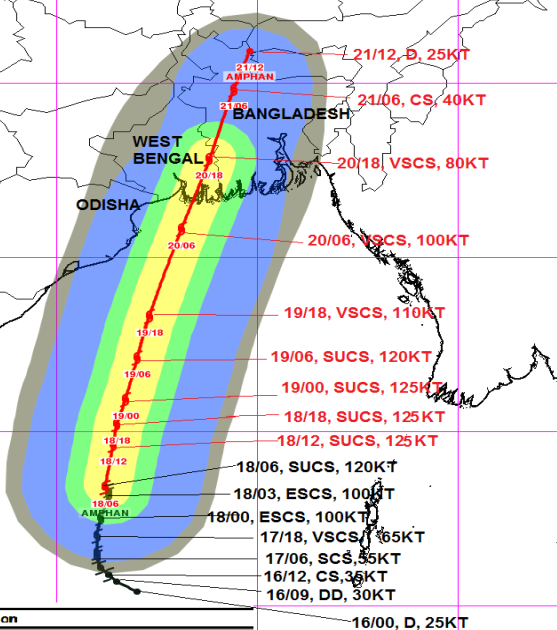 21/12, D, 25KT
21/12
AMPHAN
21/06, CS, 40KT
21/06
BANGLADESH
WEST
BENGAL
20/18, VSCS, 80KT
20/18
ODISHA
20/06, VSCS, 100KT
20/06
19/18, VSCS, 110KT
19/18
19/06, SUCS, 120KT
19/06
19/00, SUCS, 125KT
19/00
18/18, SUCS, 125KT
18/18
18/12, SUCS, 125KT
18/12
18/06, SUCS, 120KT
18/03, ESCS, 100KT
18/06
AMPHAN
18/00, ESCS, 100KT
17/18, VSCS, 65KT
17/06, SCS, 55KT
16/12, CS, 35KT
16/09, DD, 30KT
on
16/00, D, 25KT